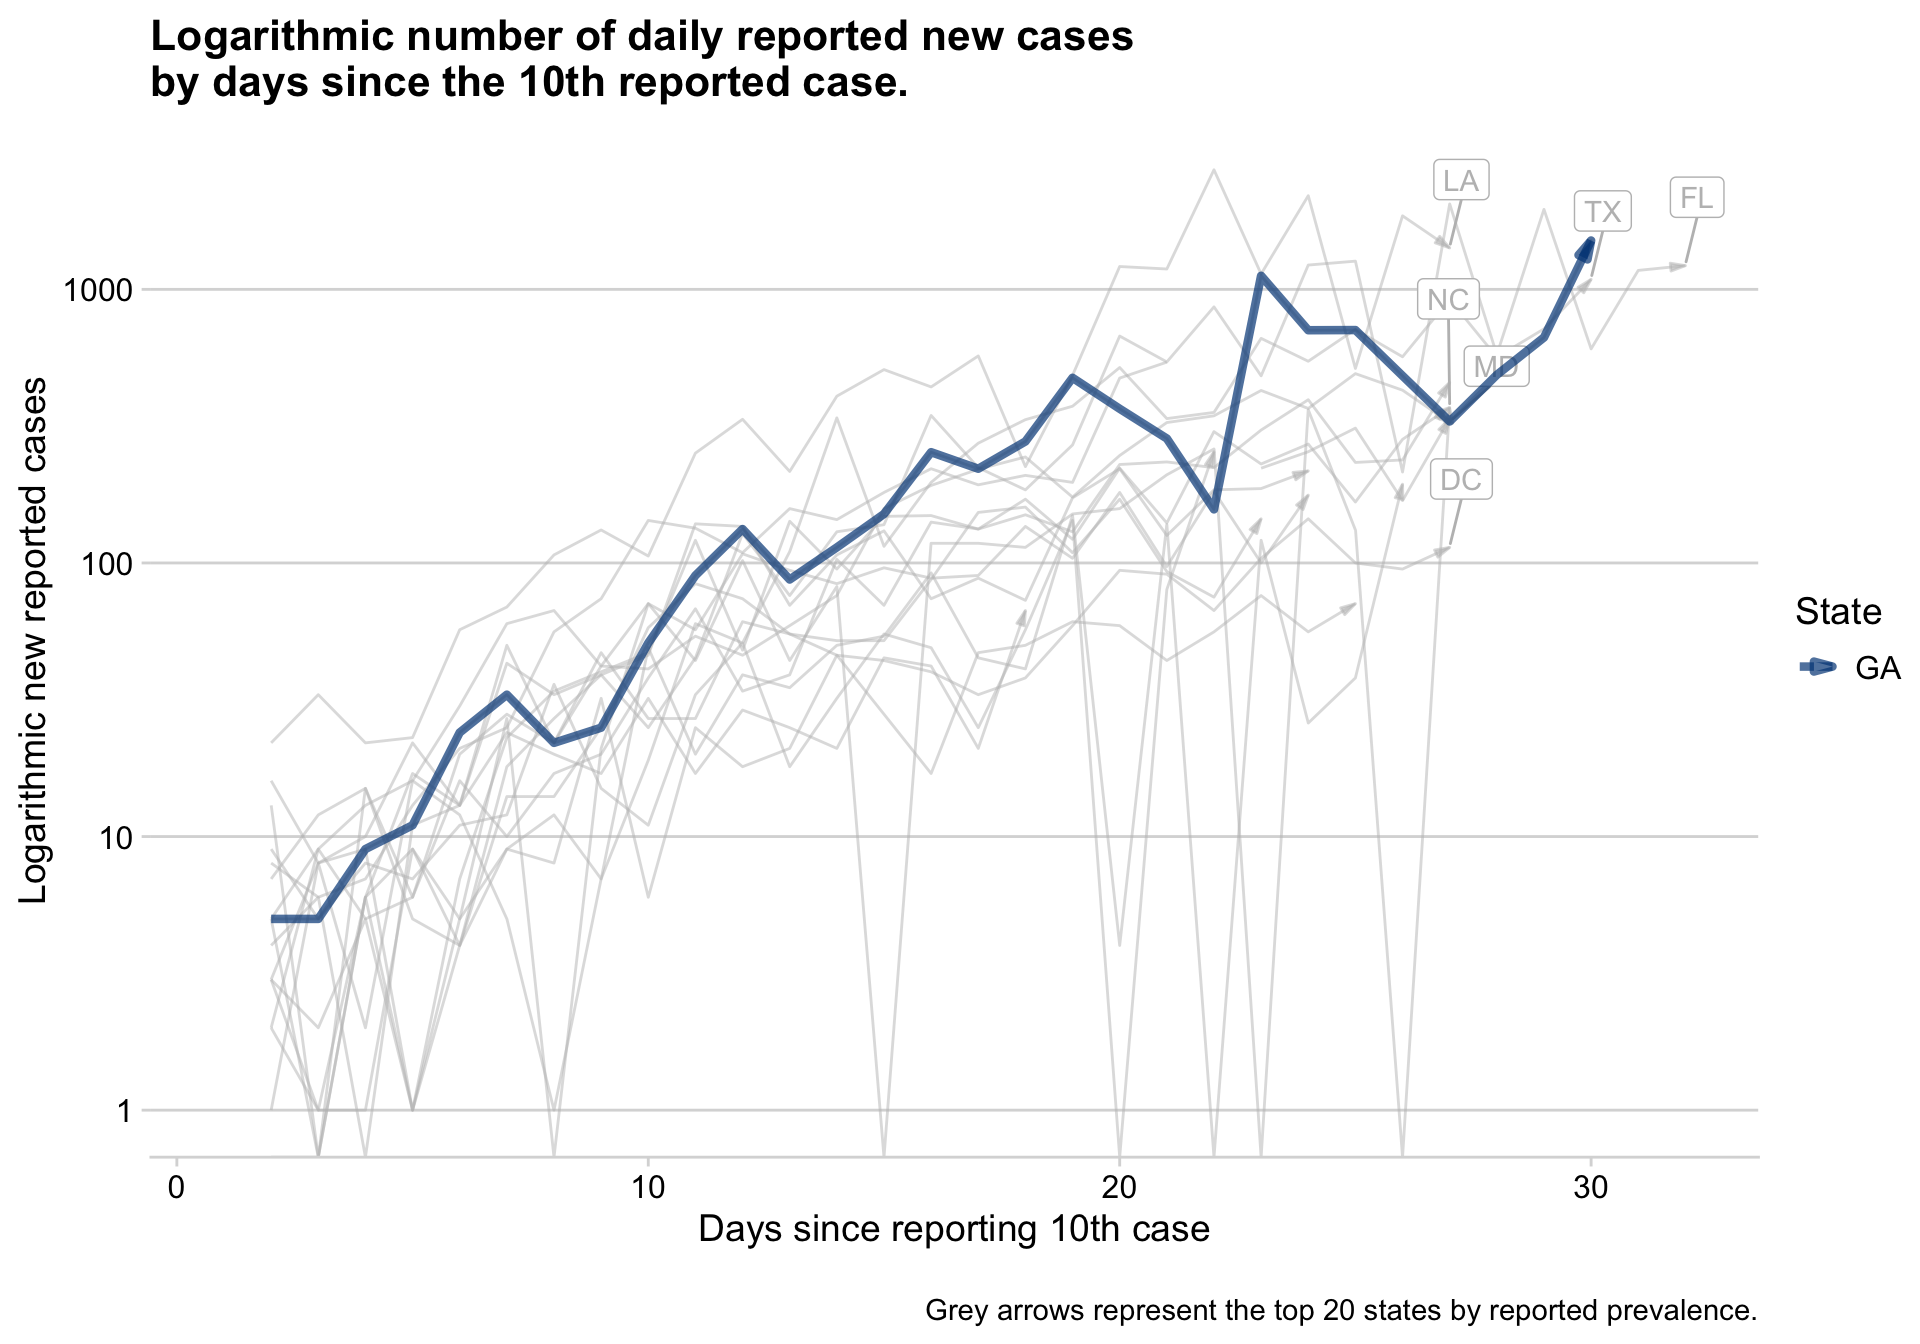 Logarithmic number of daily reported new cases
by days since the 10th reported case.
LA
TX
FL
1000
NC
MD
DC
100
10
1
Logarithmic new reported cases
State
GA
0 10 20 30
Days since reporting 10th case
Grey arrows represent the top 20 states by reported prevalence.